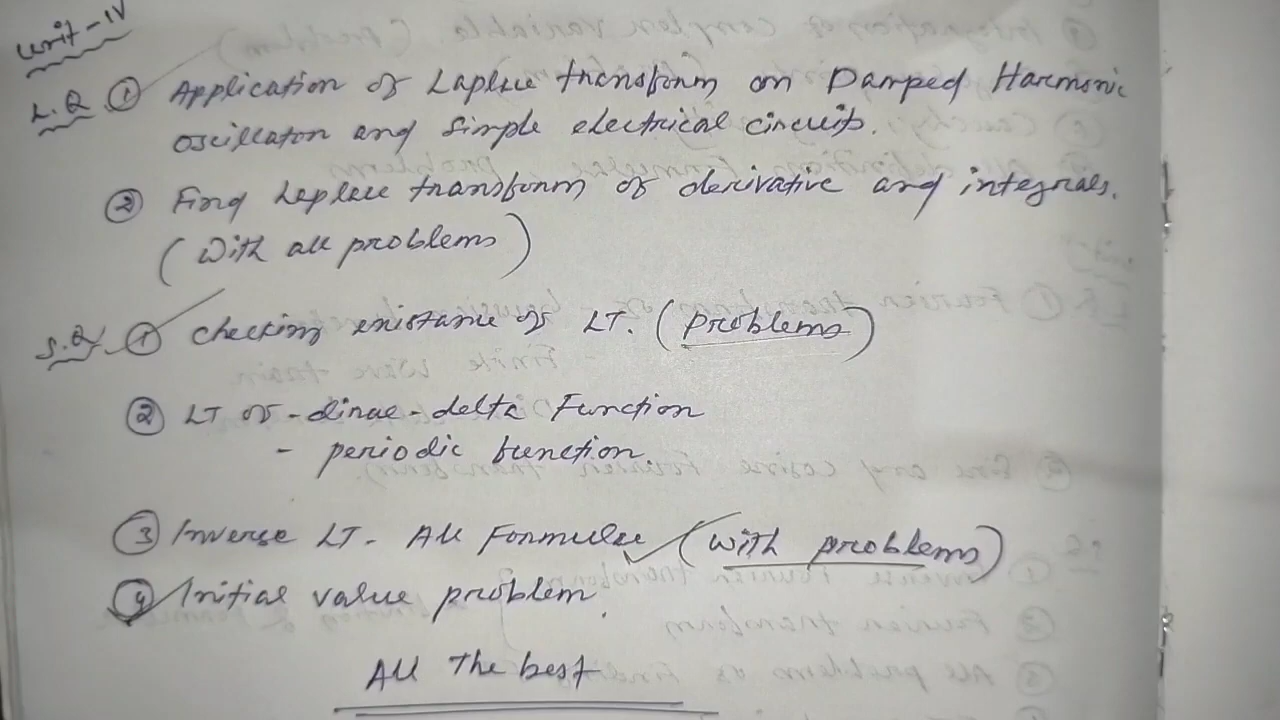 Unit-IV
L.Q ① Application of Laplace transform on Damped Harmonic
oscillaton and simple electrical circuits.
② Find Laplace transform of derivative and integrals.
(with all problems)
S.Q ① checking existance of LT. (problems)
② LT of - dirac-delta Function
- periodic function.
③ Inverse LT. All Formulae (with problems)
④ Initial value problem.
All The best